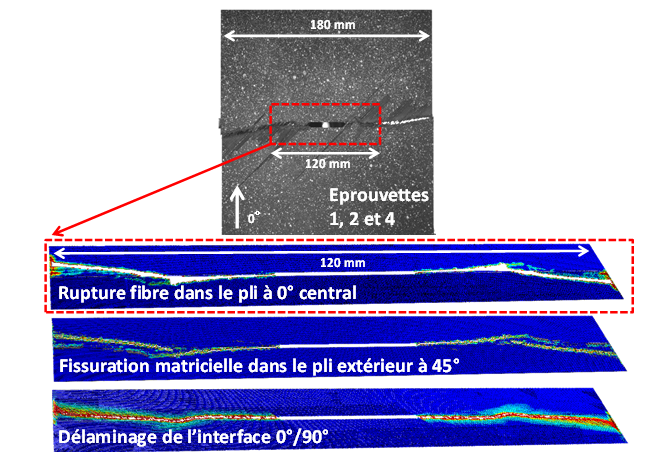 180 mm
120 mm
Eprouvettes
1, 2 et 4
0°
120 mm
Rupture fibre dans le pli à 0° central
Fissuration matricielle dans le pli extérieur à 45°
Délaminage de l'interface 0°/90°